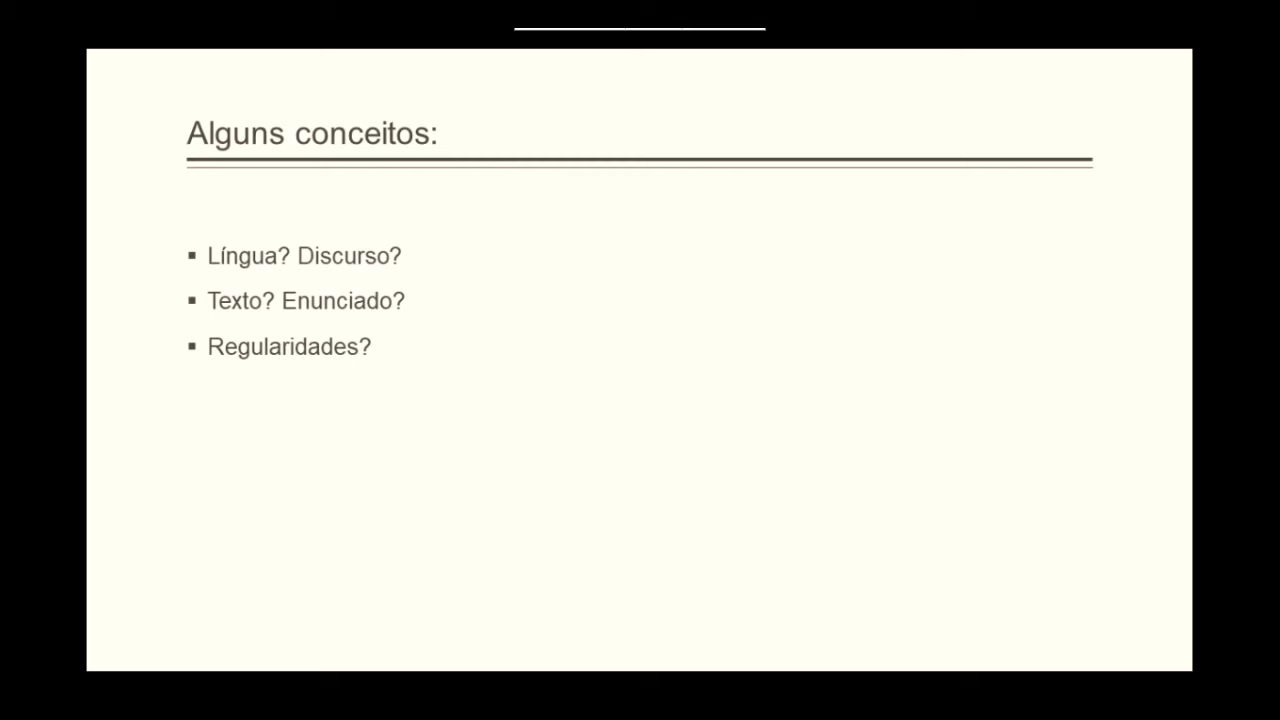 Alguns conceitos:
Língua? Discurso?
Texto? Enunciado?
Regularidades?